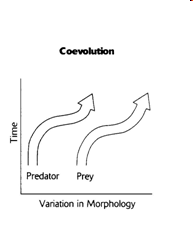 Coevolution
Time
Predator Prey
Variation in Morphology